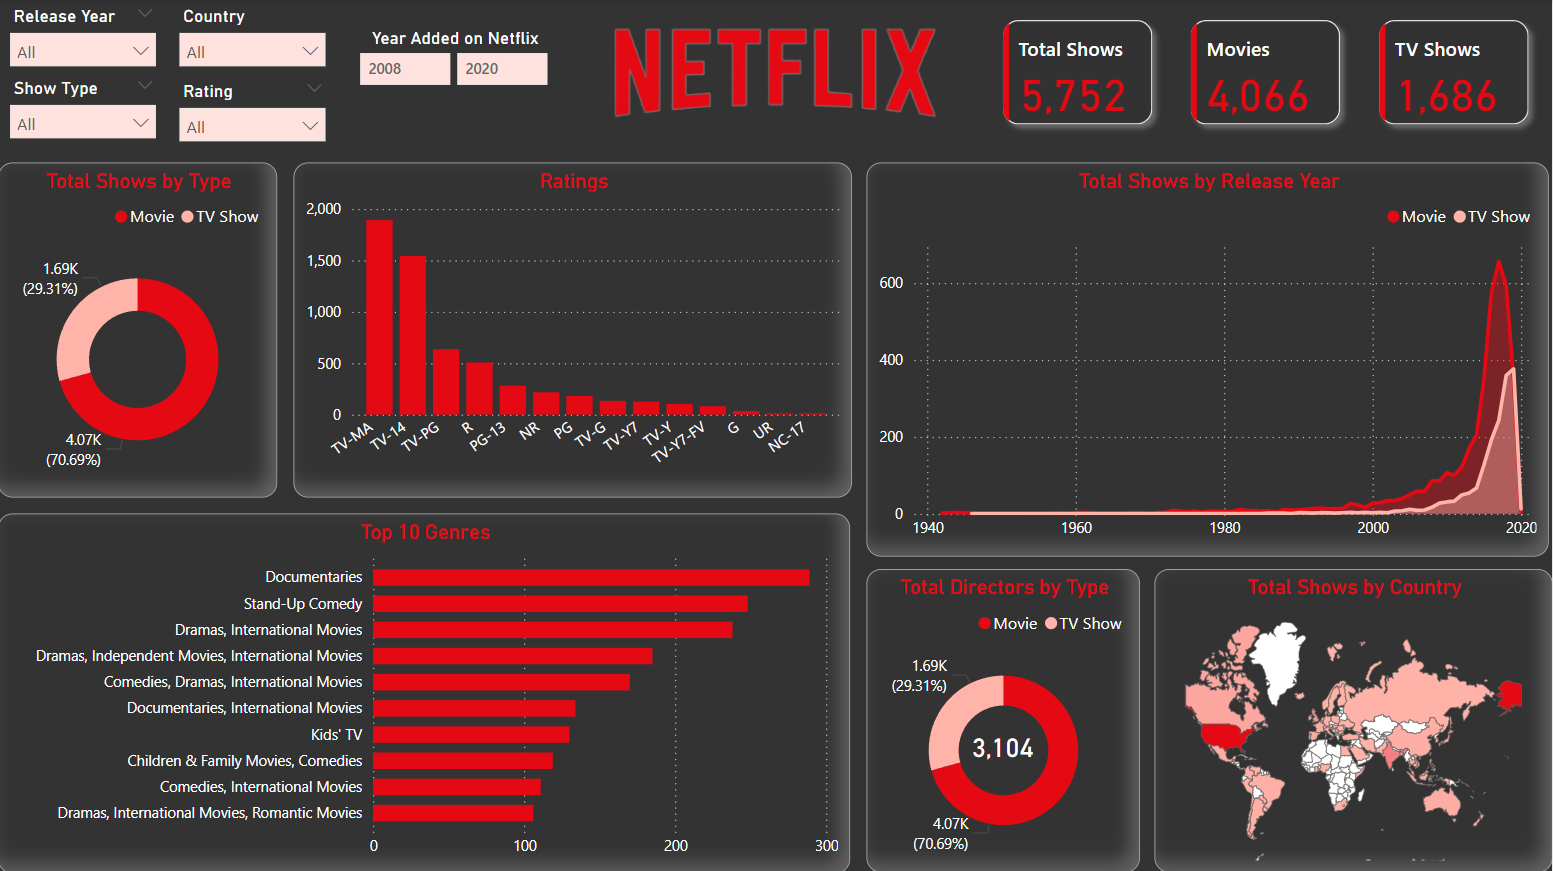 Release Year
All
Country
All
Show Type
All
Rating
All
Year Added on Netflix
2008
2020
NETFLIX
Total Shows
5,752
Movies
4,066
TV Shows
1,686
Total Shows by Type
Movie
TV Show
1.69K
(29.31%)
4.07K
(70.69%)
Ratings
2,000
1,500
1,000
500
0
TV-MA
TV-14
TV-PG
R
PG-13
NR
PG
TV-G
TV-Y7
TV-Y
TV-Y7-FV
G
UR
NC-17
Total Shows by Release Year
Movie
TV Show
600
400
200
0
1940
1960
1980
2000
2020
Top 10 Genres
Documentaries
Stand-Up Comedy
Dramas, International Movies
Dramas, Independent Movies, International Movies
Comedies, Dramas, International Movies
Documentaries, International Movies
Kids' TV
Children & Family Movies, Comedies
Comedies, International Movies
Dramas, International Movies, Romantic Movies
0
100
200
300
Total Directors by Type
Movie
TV Show
1.69K
(29.31%)
3,104
4.07K
(70.69%)
Total Shows by Country